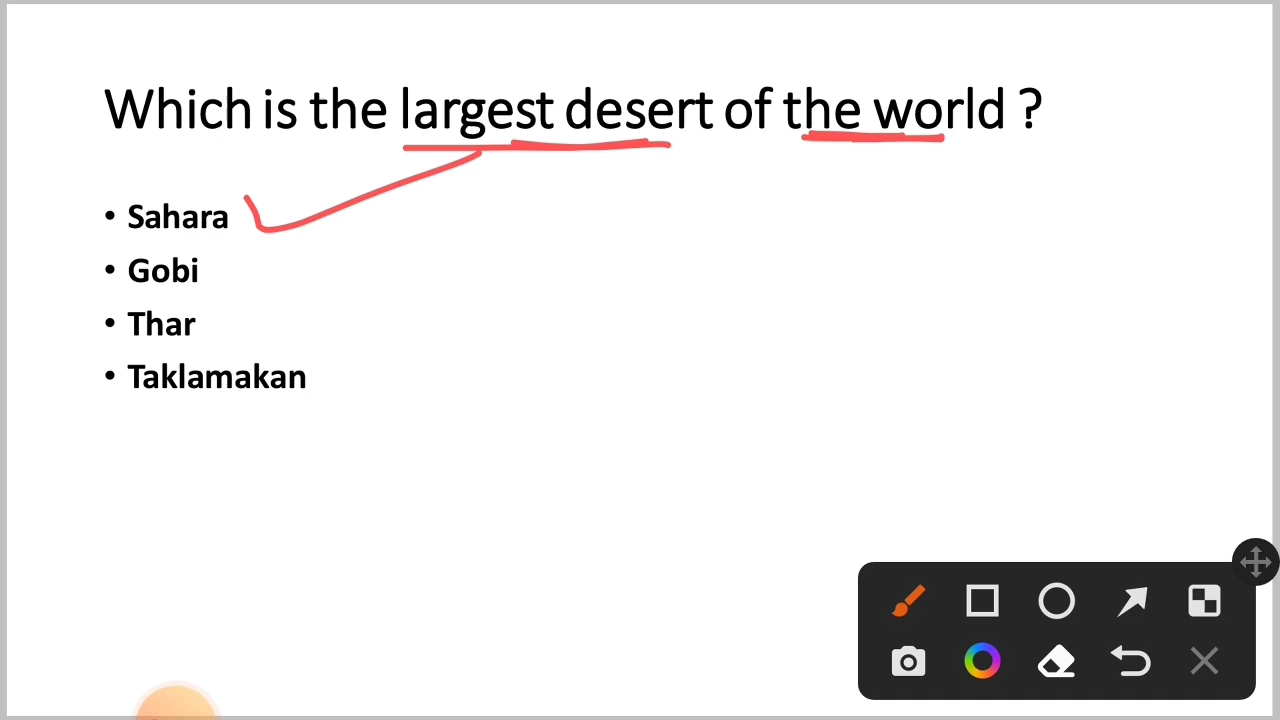 Which is the largest desert of the world ?
• Sahara
• Gobi
• Thar
• Taklamakan